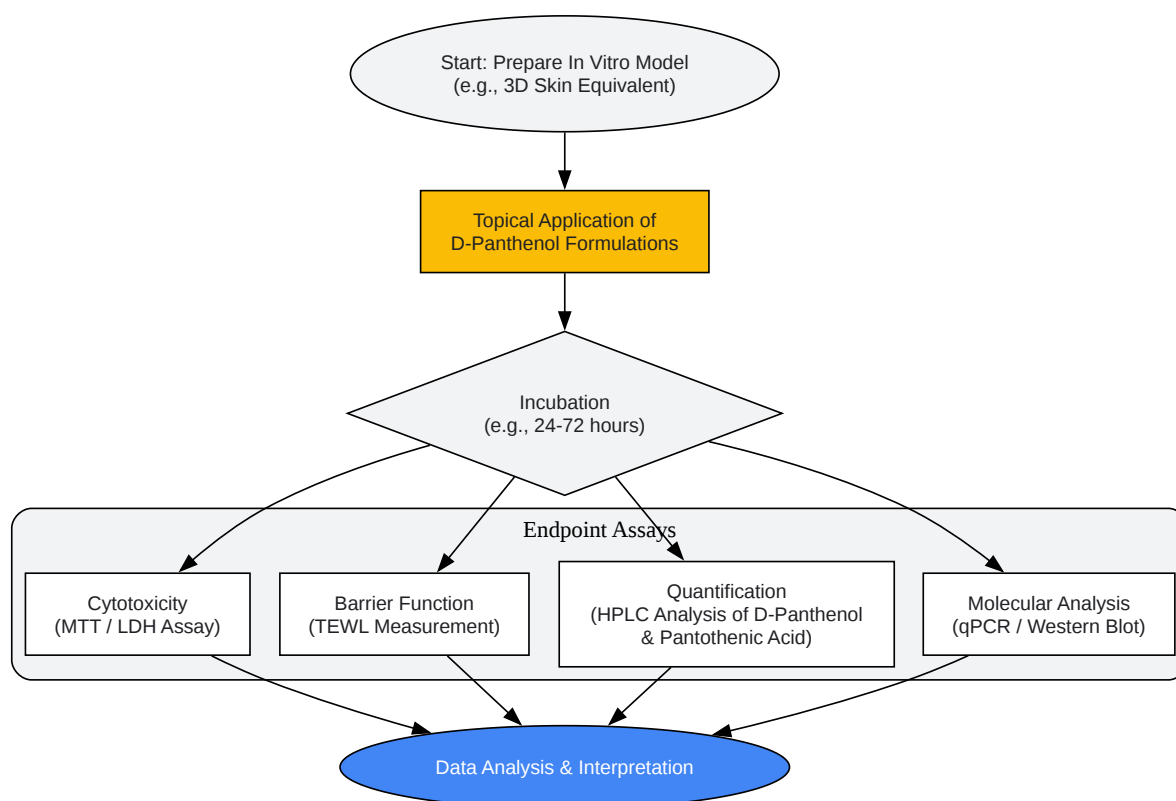 Start: Prepare In Vitro Model
(e.g., 3D Skin Equivalent)
Topical Application of
D-Panthenol Formulations
Incubation
(e.g., 24-72 hours)
Endpoint Assays
Cytotoxicity
(MTT / LDH Assay)
Barrier Function
(TEWL Measurement)
Quantification
(HPLC Analysis of D-Panthenol
& Pantothenic Acid)
Molecular Analysis
(qPCR / Western Blot)
Data Analysis & Interpretation